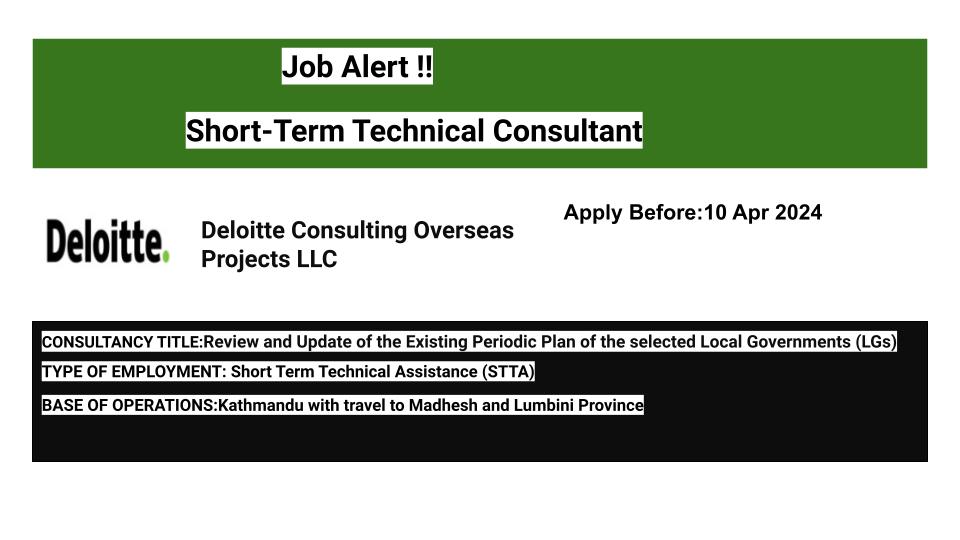 Job Alert !!
Short-Term Technical Consultant
Apply Before:10 Apr 2024
Deloitte.
Deloitte Consulting Overseas
Projects LLC
CONSULTANCY TITLE:Review and Update of the Existing Periodic Plan of the selected Local Governments (LGs)
TYPE OF EMPLOYMENT: Short Term Technical Assistance (STTA)
BASE OF OPERATIONS:Kathmandu with travel to Madhesh and Lumbini Province